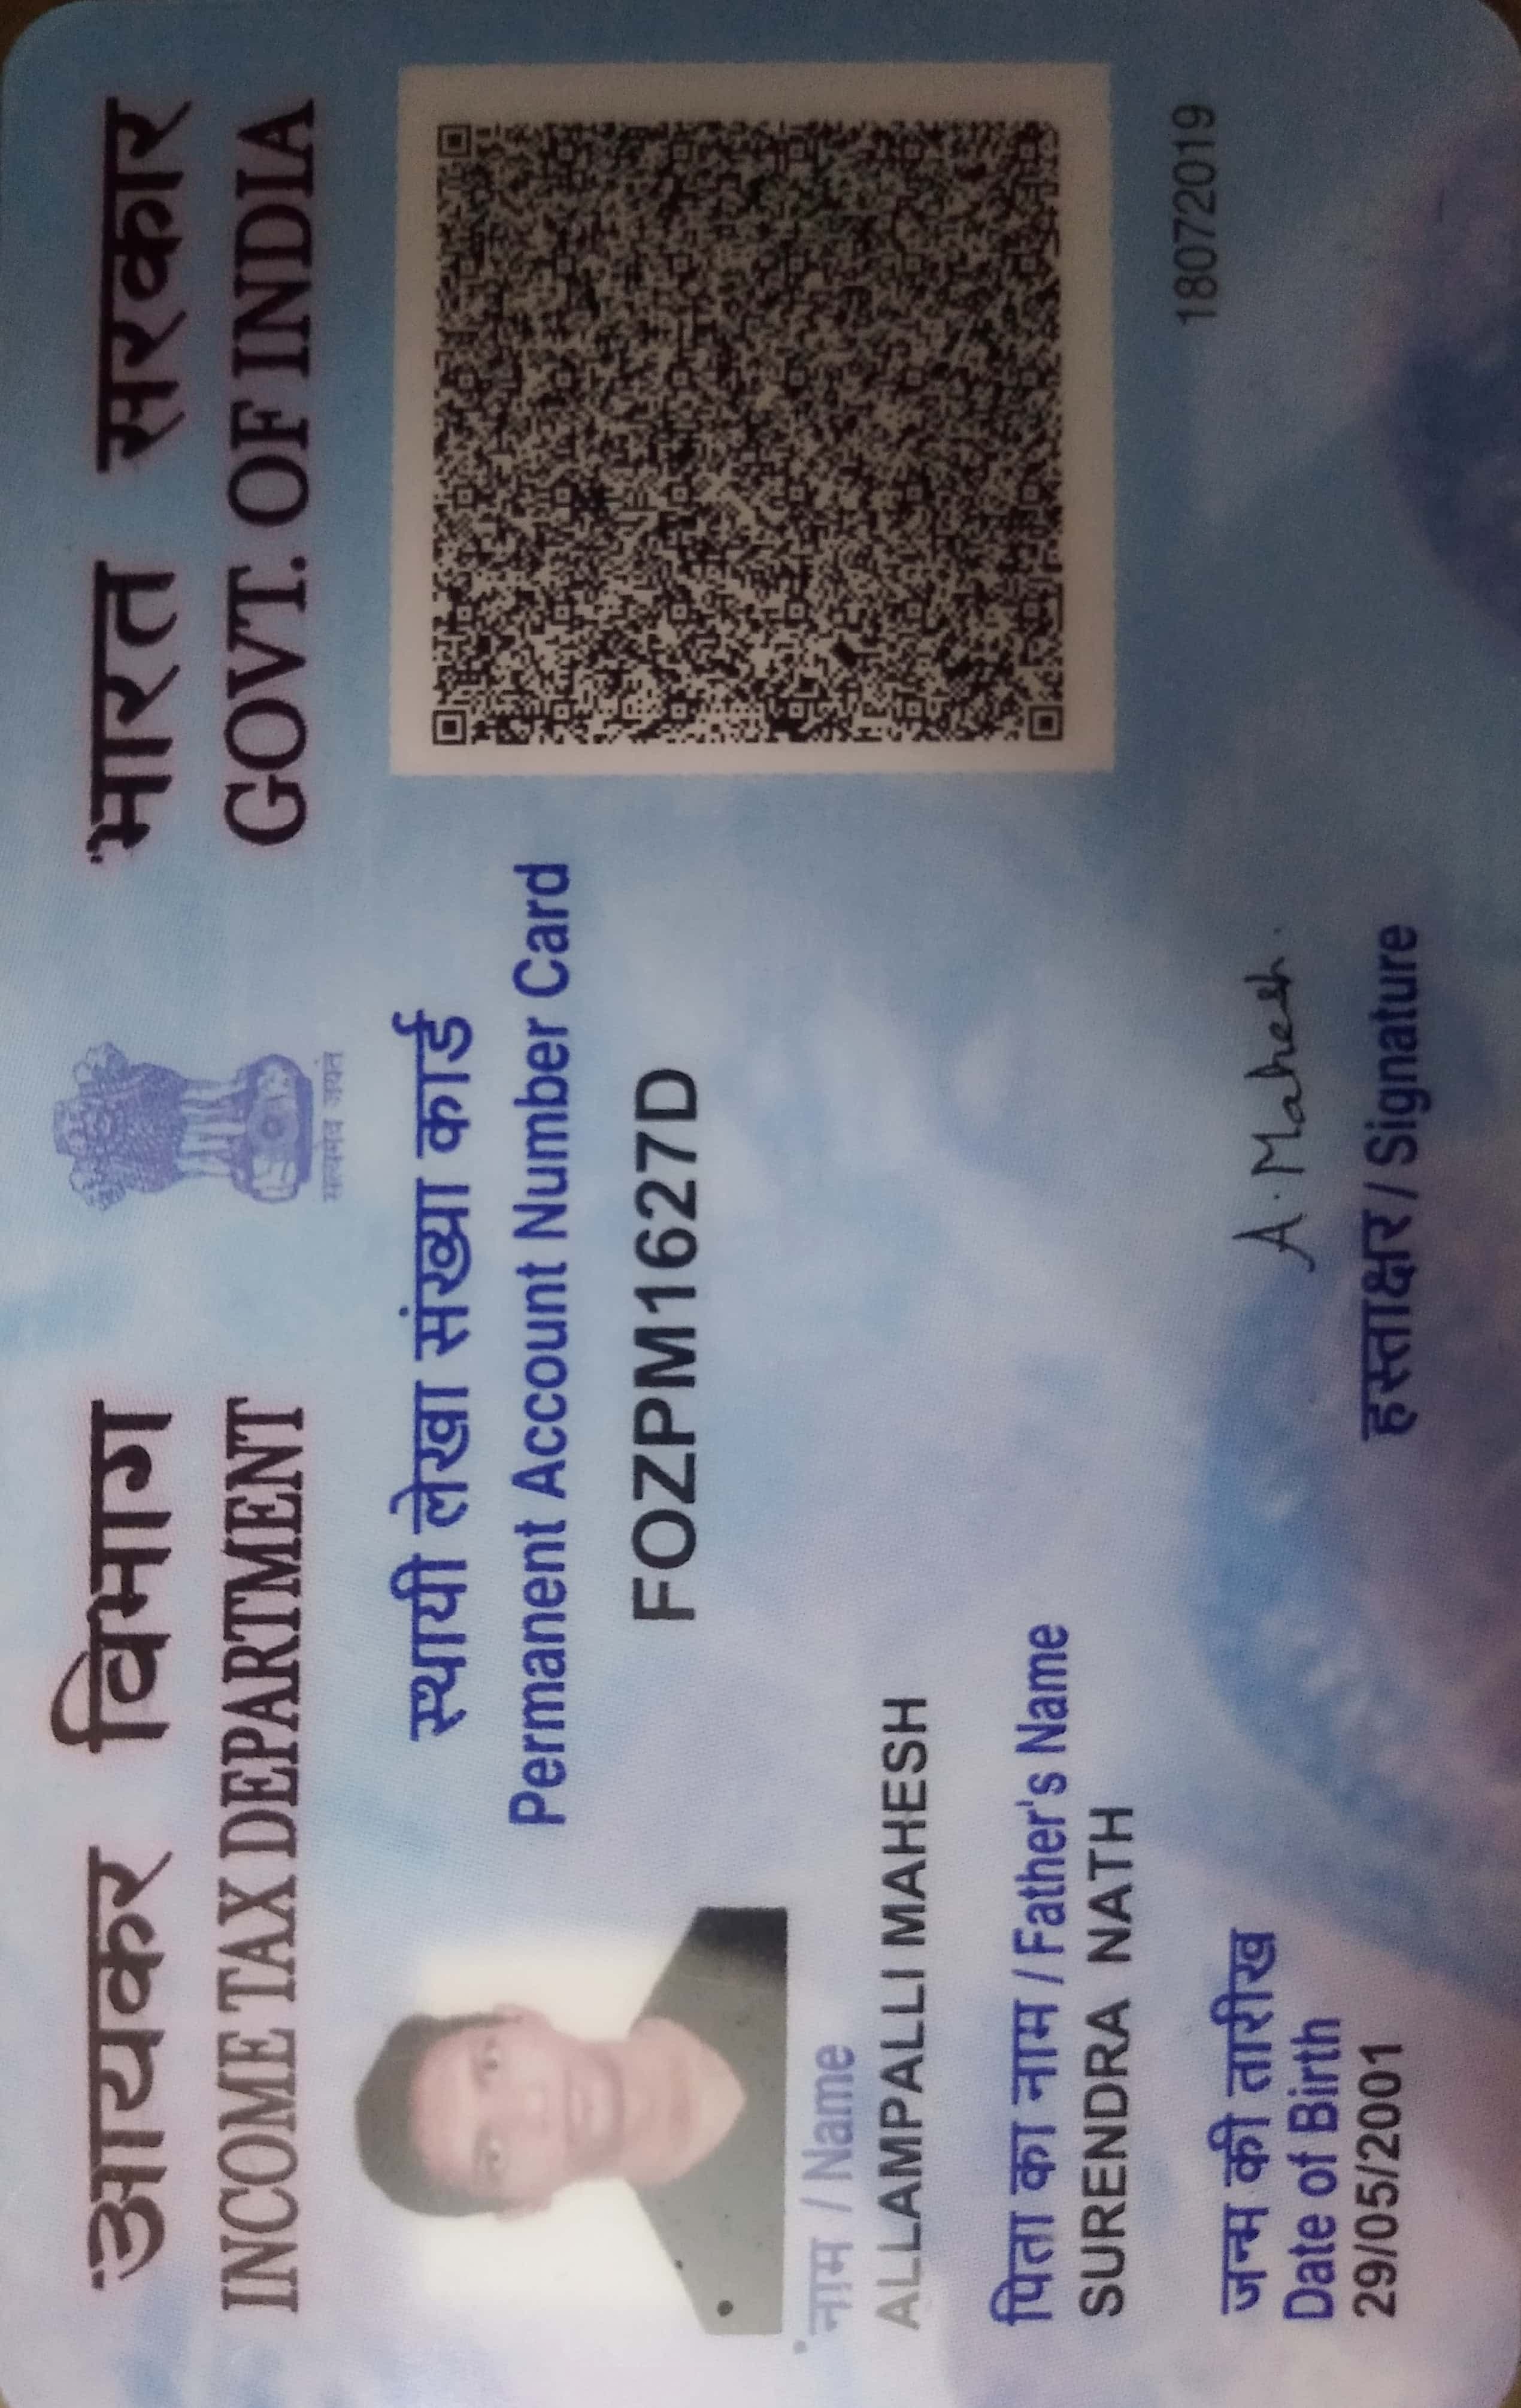 आयकर विभाग
INCOME TAX DEPARTMENT
सत्यमेव जयते
भारत सरकार
GOVT. OF INDIA
स्थायी लेखा संख्या कार्ड
Permanent Account Number Card
FOZPM1627D
नाम / Name
ALLAMPALLI MAHESH
पिता का नाम / Father's Name
SURENDRA NATH
जन्म की तारीख
Date of Birth
29/05/2001
A. Mahesh.
हस्ताक्षर / Signature
18072019